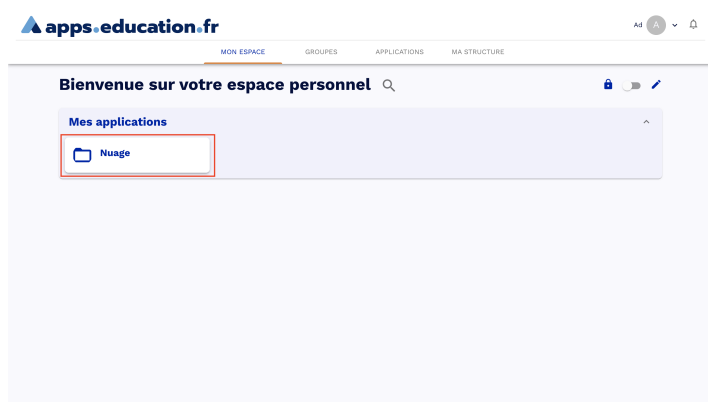 apps.education.fr
Ad A
MON ESPACE GROUPES APPLICATIONS MA STRUCTURE
Bienvenue sur votre espace personnel
Mes applications
Nuage